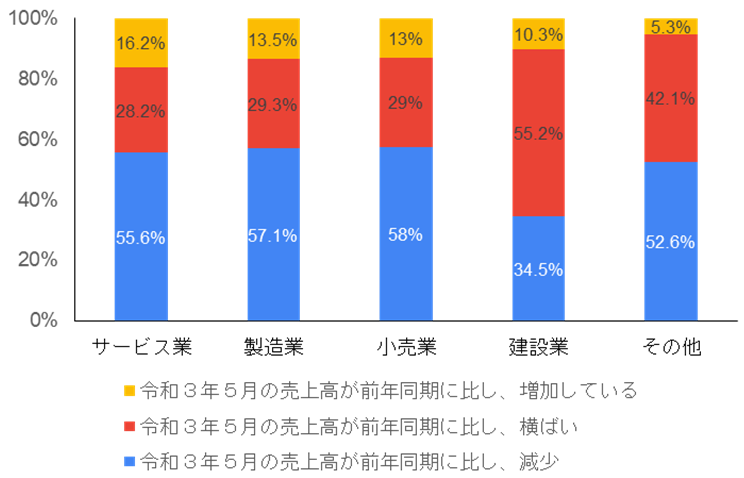 100%
80%
60%
40%
20%
0%
16.2% 13.5% 13% 10.3% 5.3%
28.2% 29.3% 29% 55.2% 42.1%
55.6% 57.1% 58% 34.5% 52.6%
サービス業 製造業 小売業 建設業 その他
令和３年５月の売上高が前年同期に比し、増加している
令和３年５月の売上高が前年同期に比し、横ばい
令和３年５月の売上高が前年同期に比し、減少